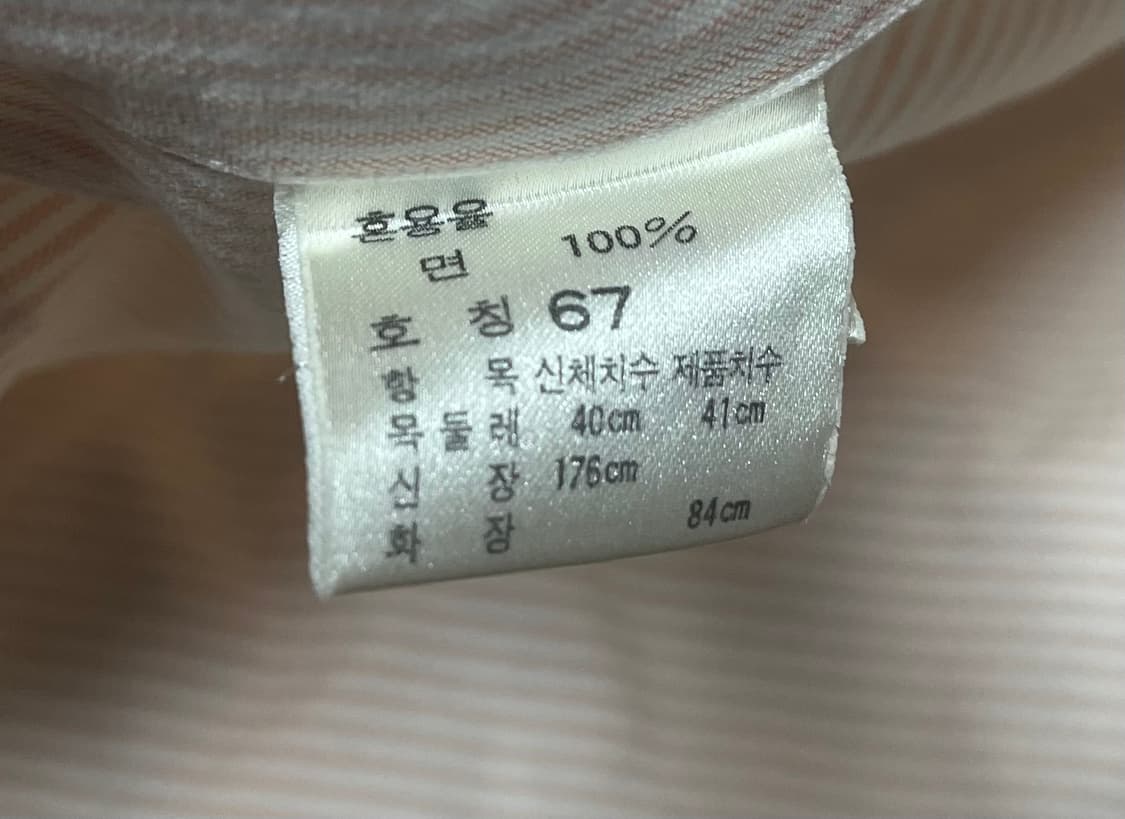 혼용율
면 100%
호 칭 67
항 목 신체치수 제품치수
목 둘 레 40cm 41cm
신 장 176cm
화 장 84cm